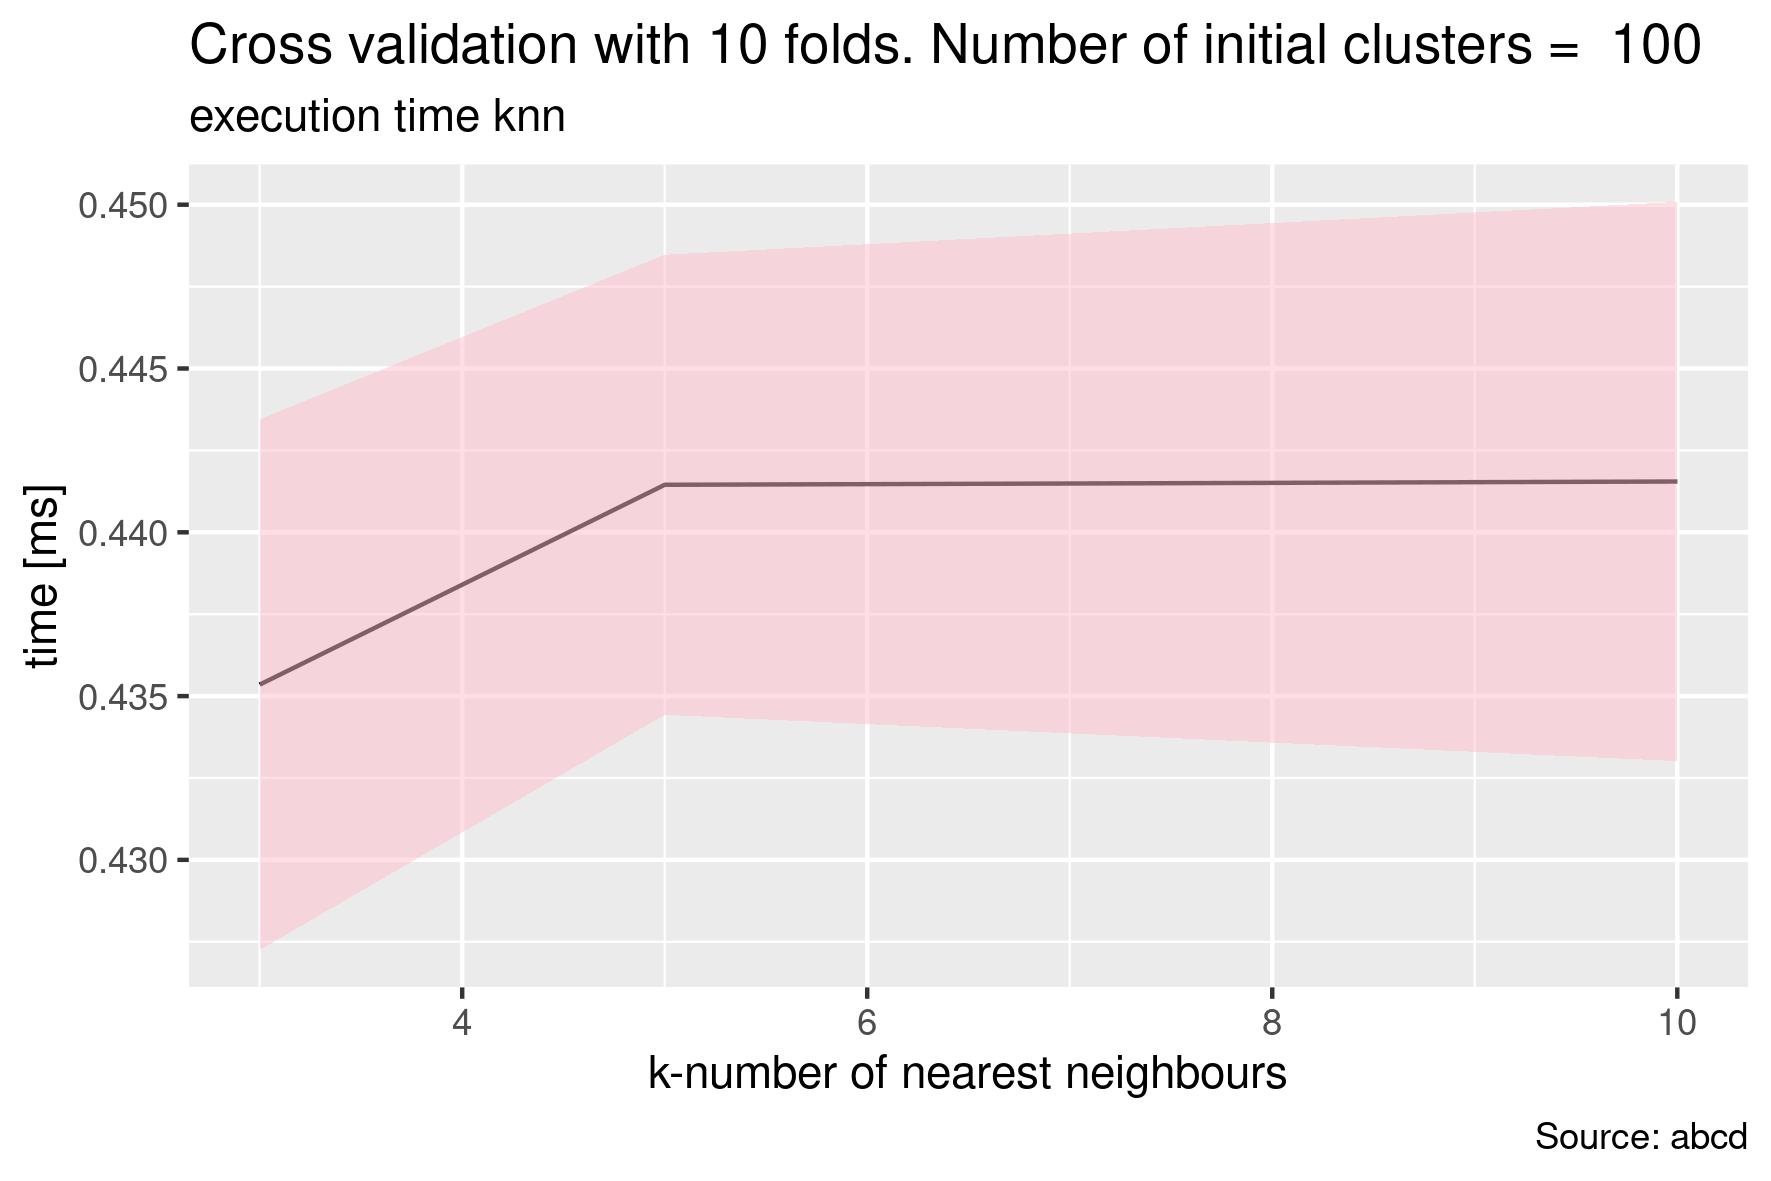 Cross validation with 10 folds. Number of initial clusters =  100
execution time knn
0.450
0.445
0.440
0.435
0.430
time [ms]
4 6 8 10
k-number of nearest neighbours
Source: abcd